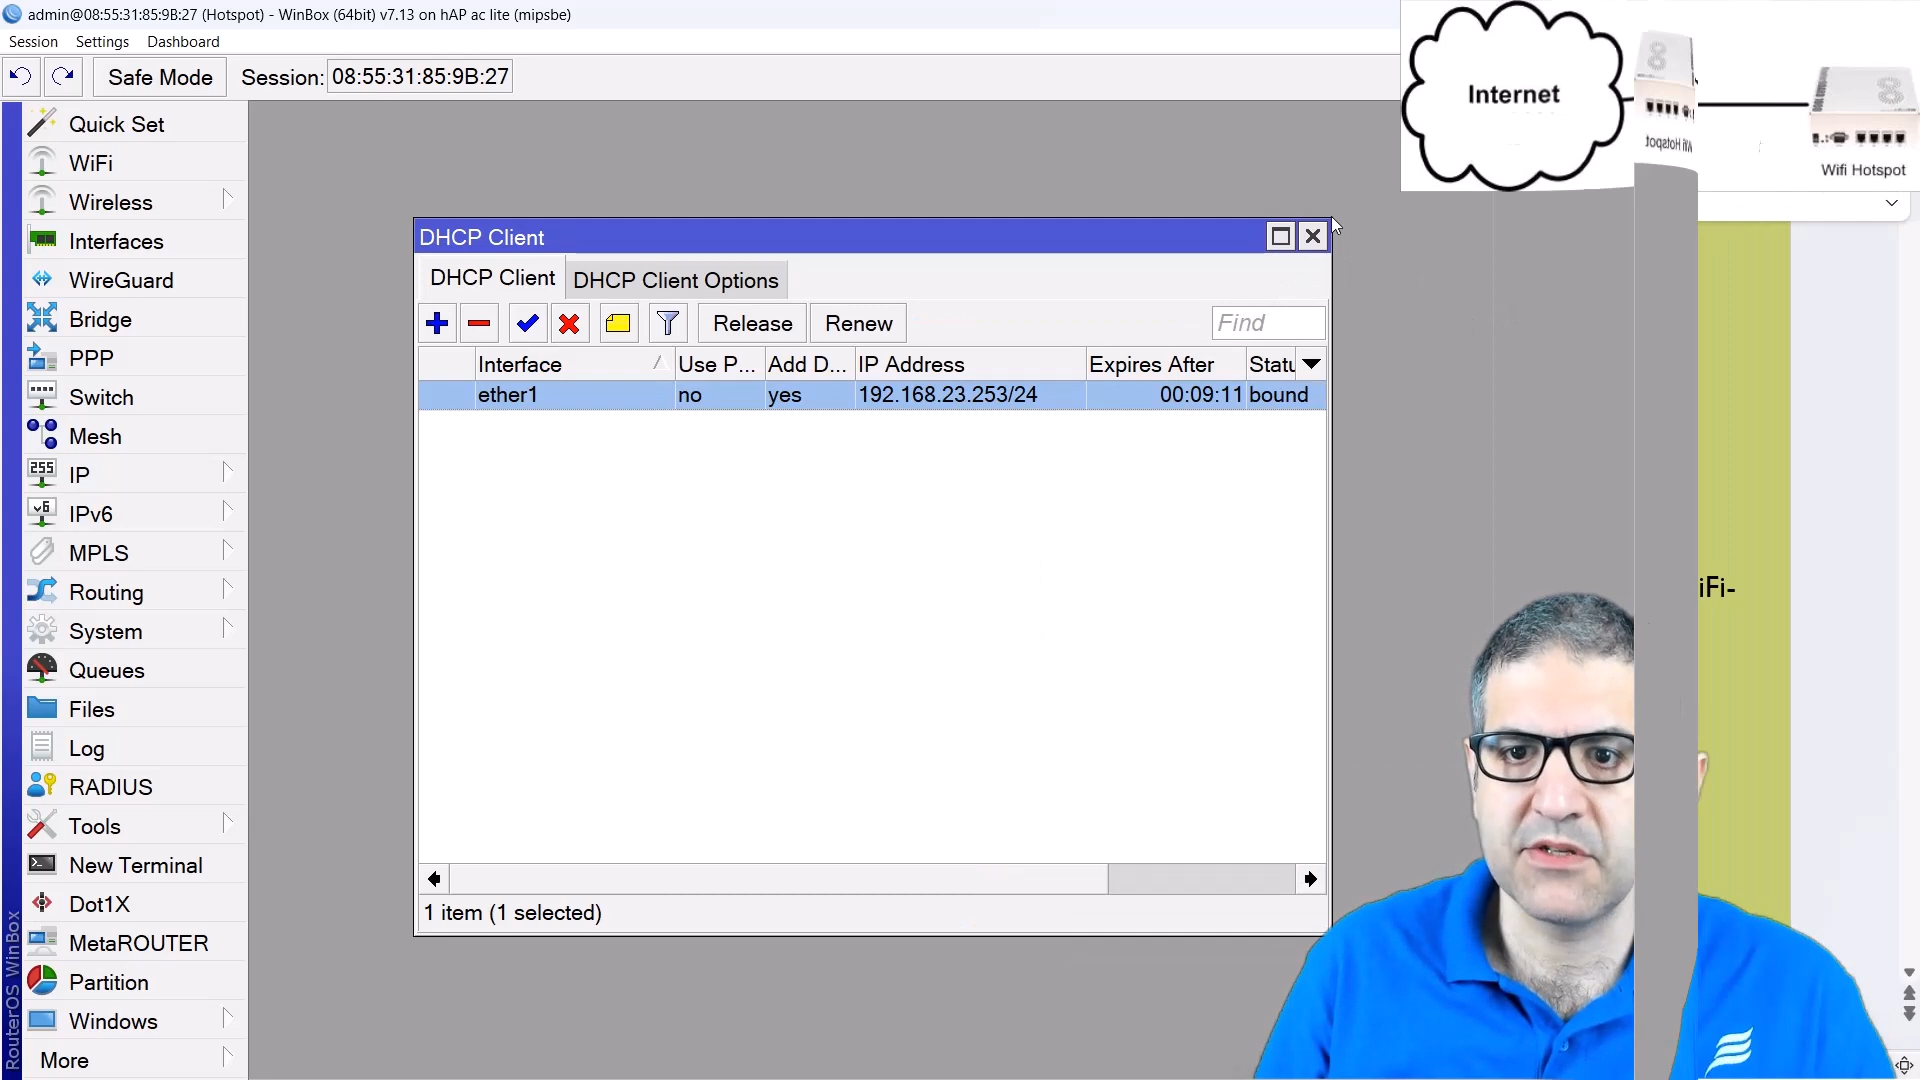 admin@08:55:31:85:9B:27 (Hotspot) - WinBox (64bit) v7.13 on hAP ac lite (mipsbe)
Session Settings Dashboard
Safe Mode Session: 08:55:31:85:9B:27
Internet
Wifi Hotspot
Wifi Hotspot
Quick Set
WiFi
Wireless
Interfaces
WireGuard
Bridge
PPP
Switch
Mesh
255 IP
v6 IPv6
MPLS
Routing
System
Queues
Files
Log
RADIUS
Tools
New Terminal
Dot1X
MetaROUTER
Partition
Windows
More
RouterOS WinBox
DHCP Client
DHCP Client DHCP Client Options
Release Renew Find
Interface Use P... Add D... IP Address Expires After Statu
ether1 no yes 192.168.23.253/24 00:09:11 bound
1 item (1 selected)
iFi-